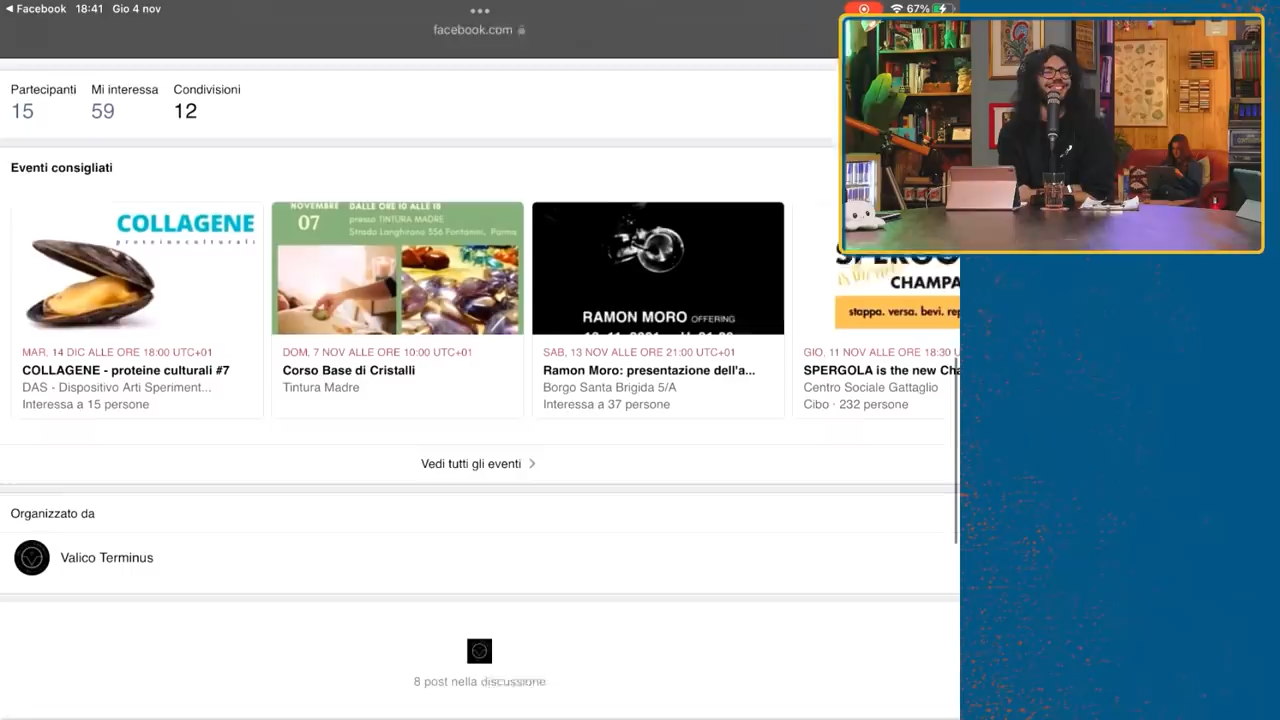 Facebook 18:41 Gio 4 nov
67%
facebook.com
Partecipanti Mi interessa Condivisioni
15 59 12
Eventi consigliati
COLLAGENE
proteineculturali
NOVEMBRE DALLE ORE 10 ALLE 18
07 presso TINTURA MADRE
Strada Langhirano 356 Fontanini, Parma
RAMON MORO OFFERING
CHAMPA
stappa. versa. bevi. rep
MAR, 14 DIC ALLE ORE 18:00 UTC+01
COLLAGENE - proteine culturali #7
DAS - Dispositivo Arti Speriment...
Interessa a 15 persone
DOM, 7 NOV ALLE ORE 10:00 UTC+01
Corso Base di Cristalli
Tintura Madre
SAB, 13 NOV ALLE ORE 21:00 UTC+01
Ramon Moro: presentazione dell'a...
Borgo Santa Brigida 5/A
Interessa a 37 persone
GIO, 11 NOV ALLE ORE 18:30 U
SPERGOLA is the new Cha
Centro Sociale Gattaglio
Cibo · 232 persone
Vedi tutti gli eventi
Organizzato da
Valico Terminus
8 post nella discussione